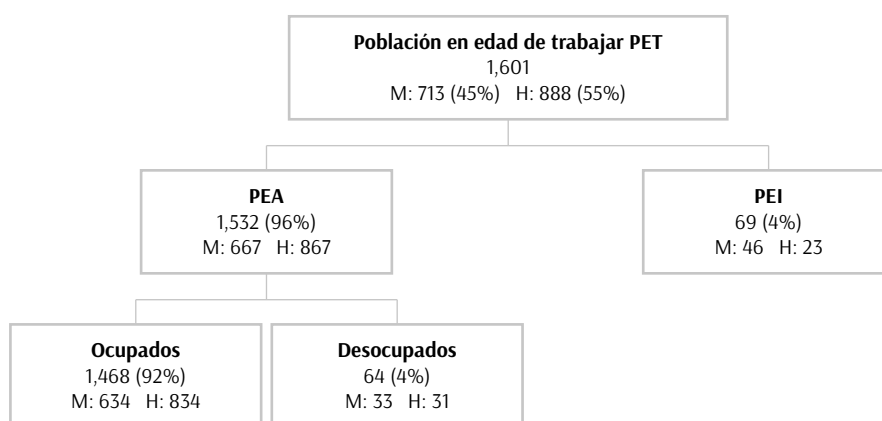 Población en edad de trabajar PET
1,601
M: 713 (45%) H: 888 (55%)
PEA
1,532 (96%)
M: 667 H: 867
PEI
69 (4%)
M: 46 H: 23
Ocupados
1,468 (92%)
M: 634 H: 834
Desocupados
64 (4%)
M: 33 H: 31